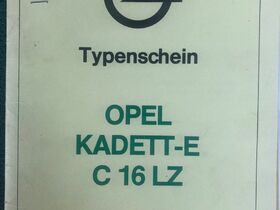 Typenschein
OPEL
KADETT-E
C 16 LZ